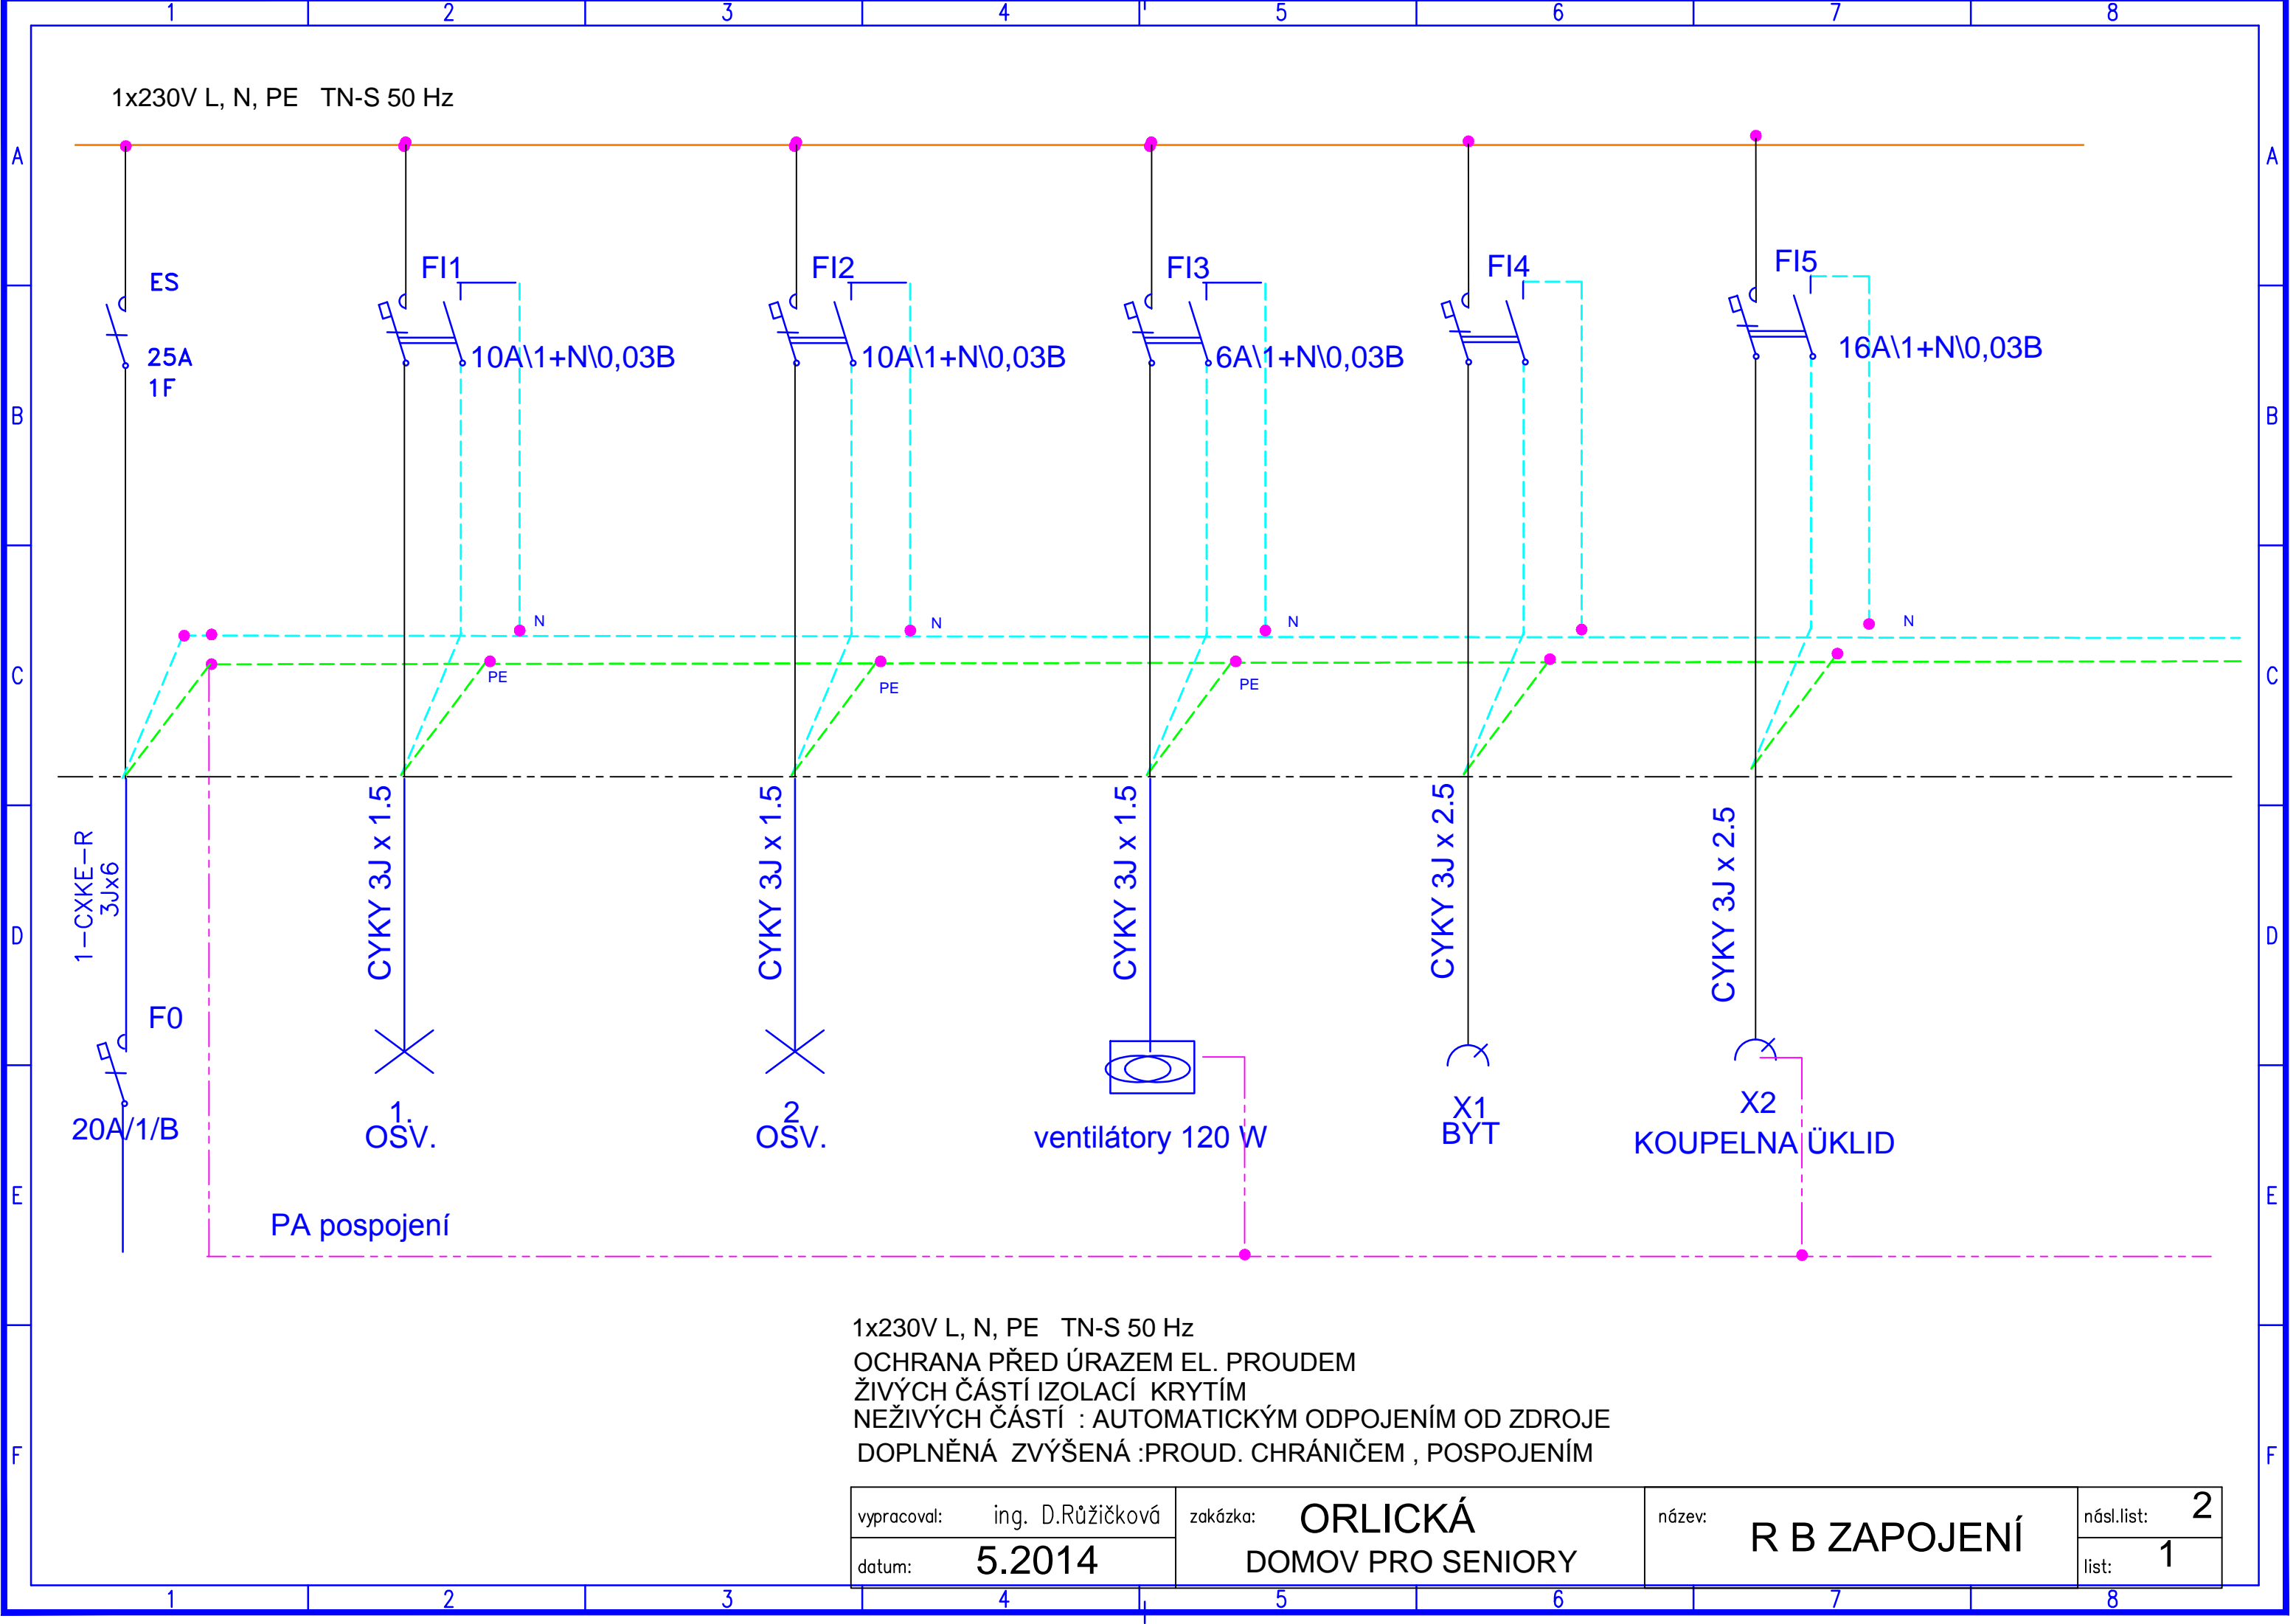 1 2 3 4 5 6 7 8
1x230V L, N, PE TN-S 50 Hz
A A
ES
25A
1F
FI1
10A\1+N\0,03B
FI2
10A\1+N\0,03B
FI3
6A\1+N\0,03B
FI4
FI5
16A\1+N\0,03B
B B
N N N N
C C
PE PE PE
1-CXKE-R
3Jx6
CYKY 3J x 1.5
CYKY 3J x 1.5
CYKY 3J x 1.5
CYKY 3J x 2.5
CYKY 3J x 2.5
D D
F0
20A/1/B
1.
OSV.
2
OSV.
ventilátory 120 W
X1
BYT
X2
KOUPELNA ÜKLID
E E
PA pospojení
1x230V L, N, PE TN-S 50 Hz
OCHRANA PŘED ÚRAZEM EL. PROUDEM
ŽIVÝCH ČÁSTÍ IZOLACÍ KRYTÍM
NEŽIVÝCH ČÁSTÍ : AUTOMATICKÝM ODPOJENÍM OD ZDROJE
DOPLNĚNÁ ZVÝŠENÁ :PROUD. CHRÁNIČEM , POSPOJENÍM
F F
vypracoval: ing. D.Růžičková
datum: 5.2014
zakázka: ORLICKÁ
DOMOV PRO SENIORY
název: R B ZAPOJENÍ
násl.list: 2
list: 1
1 2 3 4 5 6 7 8